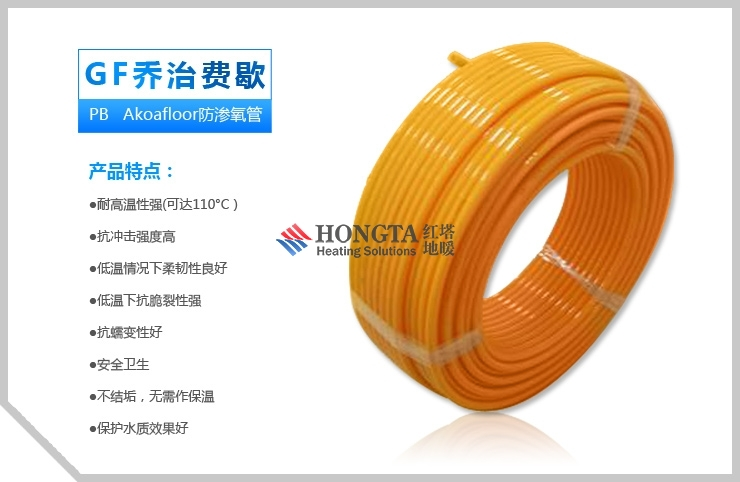 GF乔治费歇
PB Akoafloor防渗氧管
产品特点：
●耐高温性强(可达110°C）
●抗冲击强度高
●低温情况下柔韧性良好
●低温下抗脆裂性强
●抗蠕变性好
●安全卫生
●不结垢，无需作保温
●保护水质效果好
HONGTA 红塔
Heating Solutions 地暖